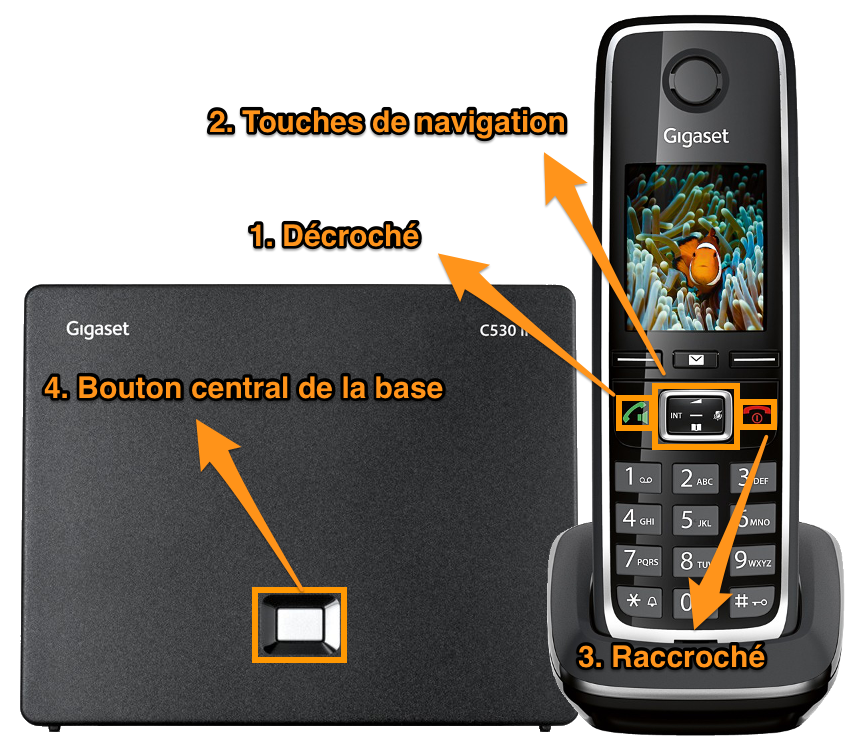 2. Touches de navigation
Gigaset
1. Décroché
Gigaset
C530
4. Bouton central de la base
INT
1
2 ABC
3 DEF
4 GHI
5 JKL
6 MNO
7 PQRS
8 TUV
9 WXYZ
*
0
#
3. Raccroché